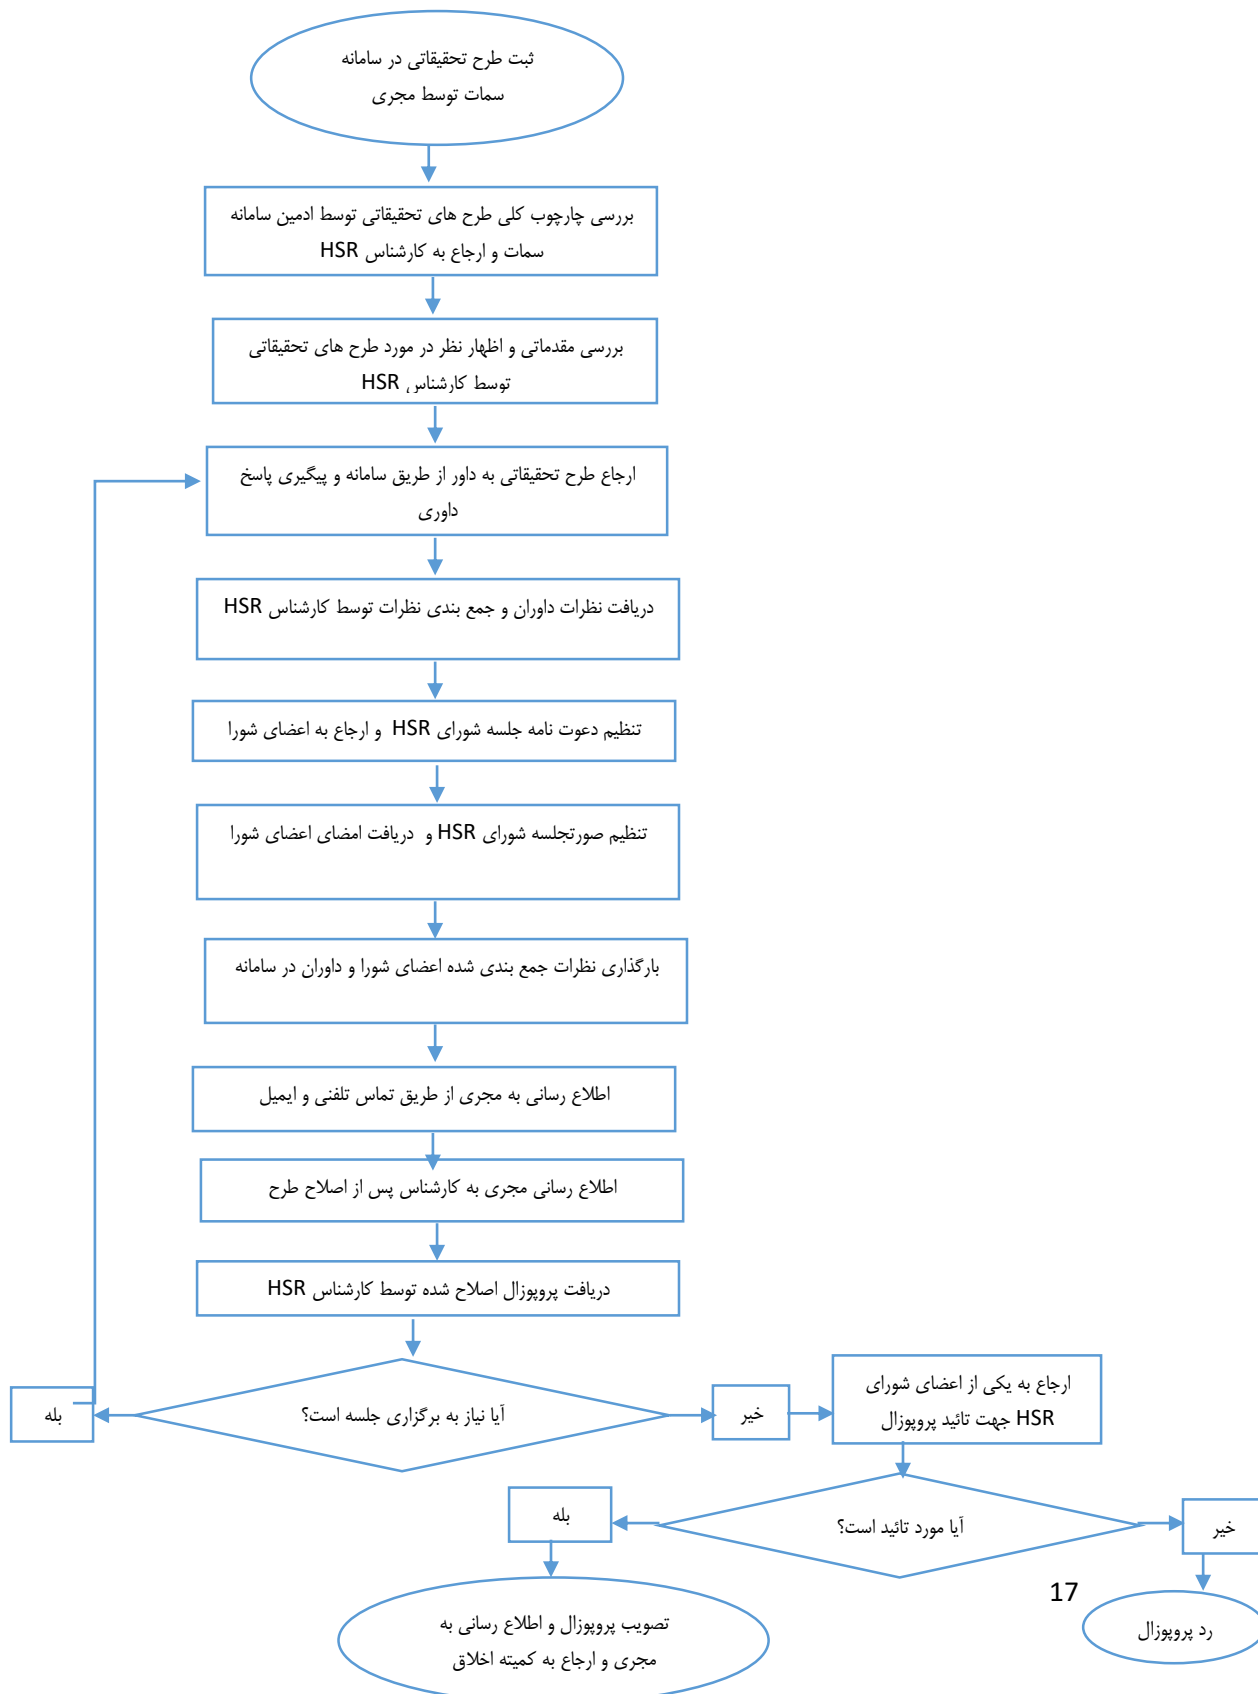 ثبت طرح تحقیقاتی در سامانه
سمات توسط مجری
بررسی چارچوب کلی طرح های تحقیقاتی توسط ادمین سامانه
سمات و ارجاع به کارشناس HSR
بررسی مقدماتی و اظهار نظر در مورد طرح های تحقیقاتی
توسط کارشناس HSR
ارجاع طرح تحقیقاتی به داور از طریق سامانه و پیگیری پاسخ
داوری
دریافت نظرات داوران و جمع بندی نظرات توسط کارشناس HSR
تنظیم دعوت نامه جلسه شورای HSR و ارجاع به اعضای شورا
تنظیم صورتجلسه شورای HSR و دریافت امضای اعضای شورا
بارگذاری نظرات جمع بندی شده اعضای شورا و داوران در سامانه
اطلاع رسانی به مجری از طریق تماس تلفنی و ایمیل
اطلاع رسانی مجری به کارشناس پس از اصلاح طرح
دریافت پروپوزال اصلاح شده توسط کارشناس HSR
آیا نیاز به برگزاری جلسه است؟
بله
خیر
ارجاع به یکی از اعضای شورای
HSR جهت تائید پروپوزال
آیا مورد تائید است؟
بله
خیر
تصویب پروپوزال و اطلاع رسانی به
مجری و ارجاع به کمیته اخلاق
رد پروپوزال
17